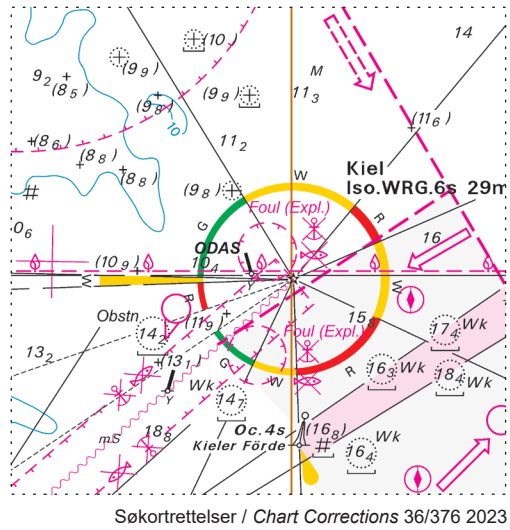 14
(10)
(9₉)
9₂
(8₅)
M
11₃
(9₉)
(9₈)
10
(11₆)
(8₆)
11₂
(8₈)
(8₈)
Kiel
Iso.WRG.6s 29m
(9₈)
W
G
R
Foul (Expl.)
#
0₆
ODAS
16
(10₉)
10₄
W
W
R
Obstn
(11₉)
15
Foul (Expl.)
14₂
17₄ Wk
13₂
(13₁)
G
R
Wk
W
16₃ Wk
18₄
Y
14₇
mS
18₈
Oc.4s
(16₈)
#
Wk
Kieler Förde
16₄
Søkortrettelser / Chart Corrections 36/376 2023